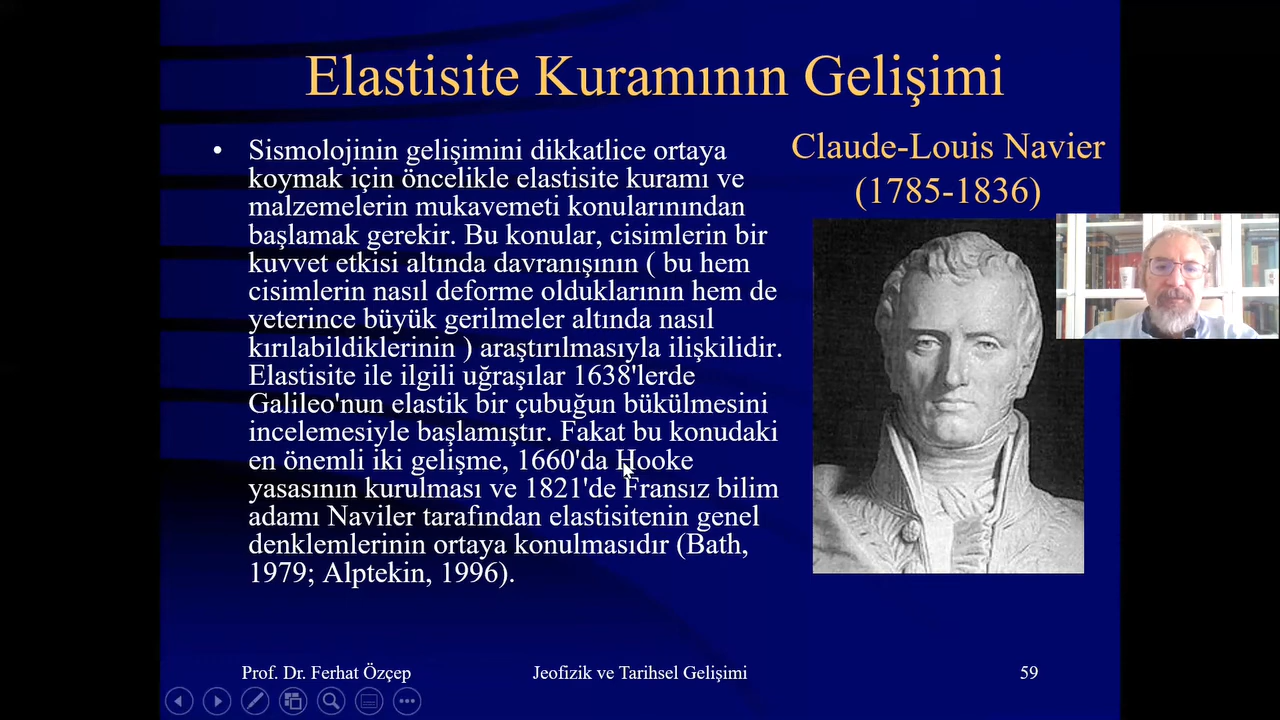 Elastisite Kuramının Gelişimi
• Sismolojinin gelişimini dikkatlice ortaya
koymak için öncelikle elastisite kuramı ve
malzemelerin mukavemeti konularınından
başlamak gerekir. Bu konular, cisimlerin bir
kuvvet etkisi altında davranışının ( bu hem
cisimlerin nasıl deforme olduklarının hem de
yeterince büyük gerilmeler altında nasıl
kırılabildiklerinin ) araştırılmasıyla ilişkilidir.
Elastisite ile ilgili uğraşılar 1638'lerde
Galileo'nun elastik bir çubuğun bükülmesini
incelemesiyle başlamıştır. Fakat bu konudaki
en önemli iki gelişme, 1660'da Hooke
yasasının kurulması ve 1821'de Fransız bilim
adamı Naviler tarafından elastisitenin genel
denklemlerinin ortaya konulmasıdır (Bath,
1979; Alptekin, 1996).
Claude-Louis Navier
(1785-1836)
Prof. Dr. Ferhat Özçep
Jeofizik ve Tarihsel Gelişimi
59